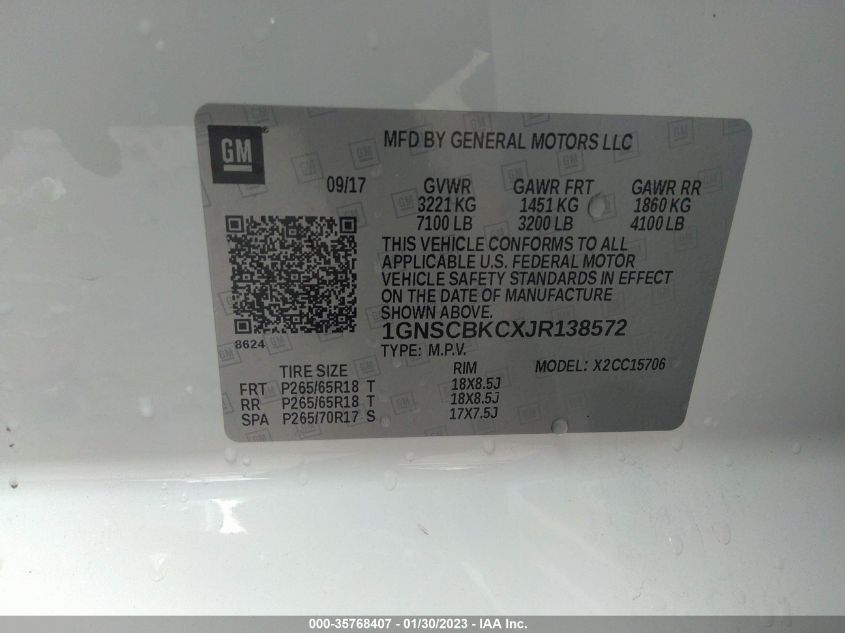 GM
MFD BY GENERAL MOTORS LLC
09/17 GVWR GAWR FRT GAWR RR
3221 KG 1451 KG 1860 KG
7100 LB 3200 LB 4100 LB
THIS VEHICLE CONFORMS TO ALL
APPLICABLE U.S. FEDERAL MOTOR
VEHICLE SAFETY STANDARDS IN EFFECT
ON THE DATE OF MANUFACTURE
SHOWN ABOVE.
1GNSCBKCXJR138572
8624
TYPE: M.P.V.
TIRE SIZE RIM MODEL: X2CC15706
FRT P265/65R18 T 18X8.5J
RR P265/65R18 T 18X8.5J
SPA P265/70R17 S 17X7.5J
000-35768407 - 01/30/2023 - IAA Inc.